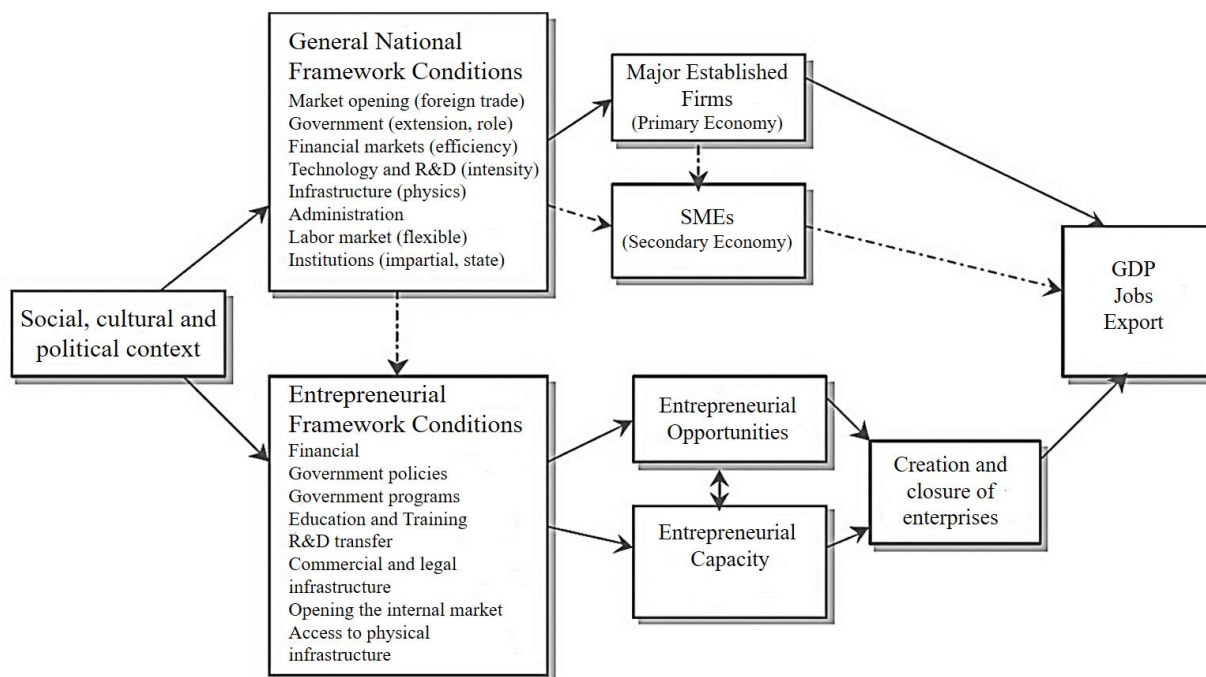 Social, cultural and
political context
General National
Framework Conditions
Market opening (foreign trade)
Government (extension, role)
Financial markets (efficiency)
Technology and R&D (intensity)
Infrastructure (physics)
Administration
Labor market (flexible)
Institutions (impartial, state)
Entrepreneurial
Framework Conditions
Financial
Government policies
Government programs
Education and Training
R&D transfer
Commercial and legal
infrastructure
Opening the internal market
Access to physical
infrastructure
Major Established
Firms
(Primary Economy)
SMEs
(Secondary Economy)
Entrepreneurial
Opportunities
Entrepreneurial
Capacity
Creation and
closure of
enterprises
GDP
Jobs
Export